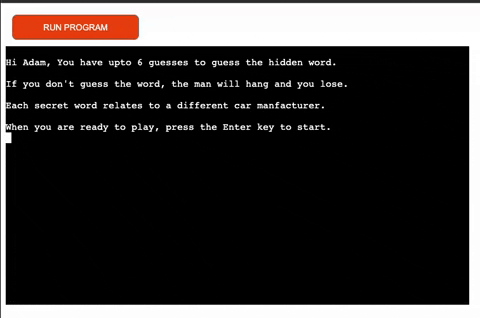 RUN PROGRAM
Hi Adam, You have upto 6 guesses to guess the hidden word.
If you don't guess the word, the man will hang and you lose.
Each secret word relates to a different car manfacturer.
When you are ready to play, press the Enter key to start.